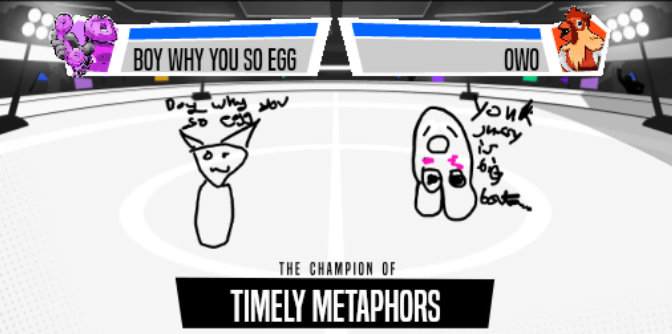 BOY WHY YOU SO EGG
OWO
Boy why you
so egg
your
is
big
THE CHAMPION OF
TIMELY METAPHORS